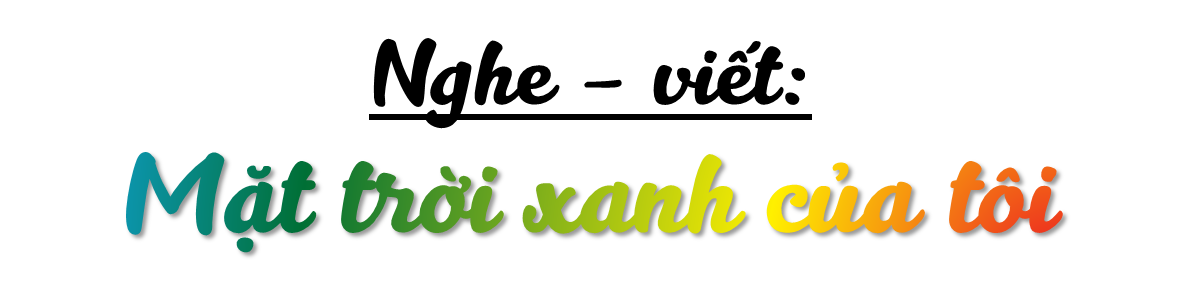 Nghe – viết:
Mặt trời xanh của tôi